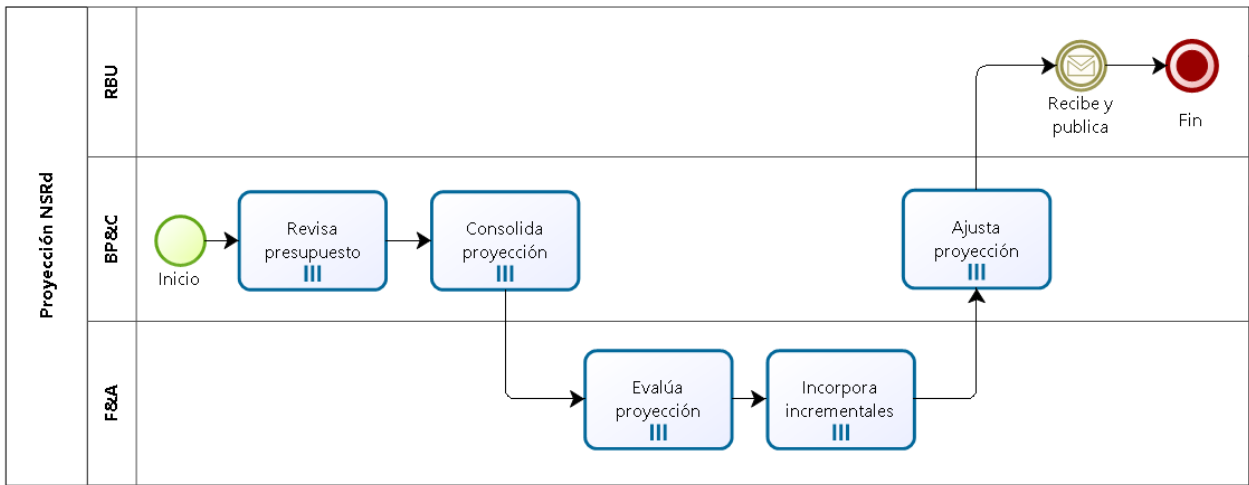 Proyección NSRd
RBU
Recibe y
publica
Fin
BP&C
Inicio
Revisa
presupuesto
Consolida
proyección
Ajusta
proyección
F&A
Evalúa
proyección
Incorpora
incrementales